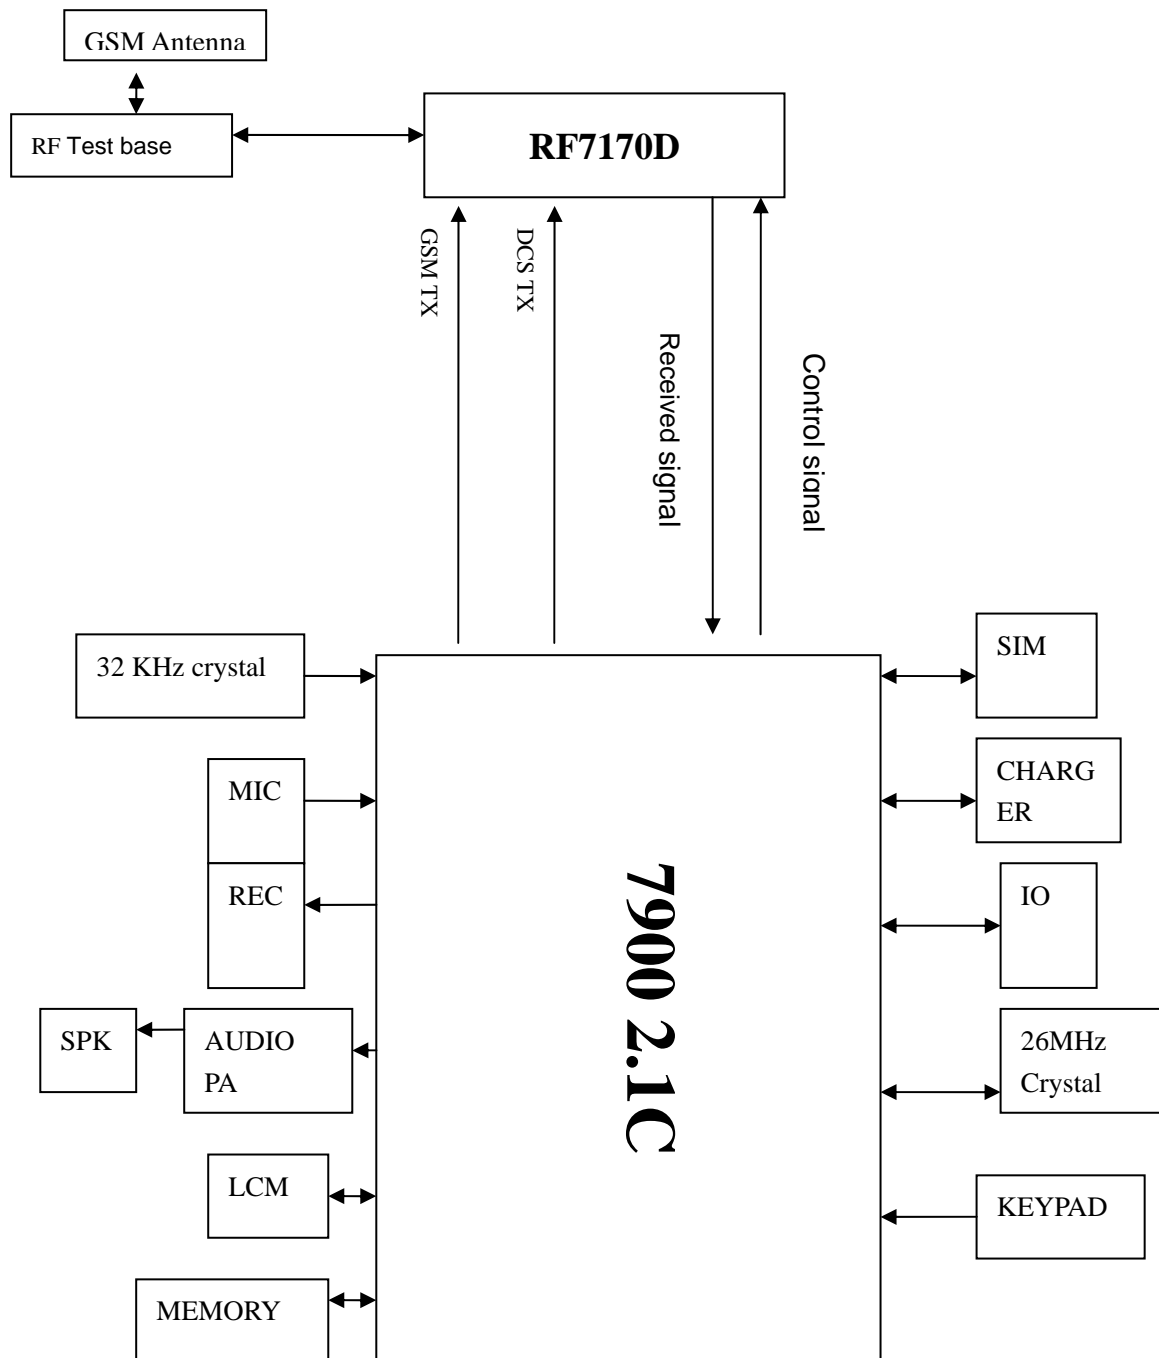 GSM Antenna
RF Test base
RF7170D
GSM TX
DCS TX
Received signal
Control signal
32 KHz crystal
SIM
MIC
CHARG
ER
REC
IO
7900 2.1C
SPK
AUDIO
PA
26MHz
Crystal
LCM
KEYPAD
MEMORY